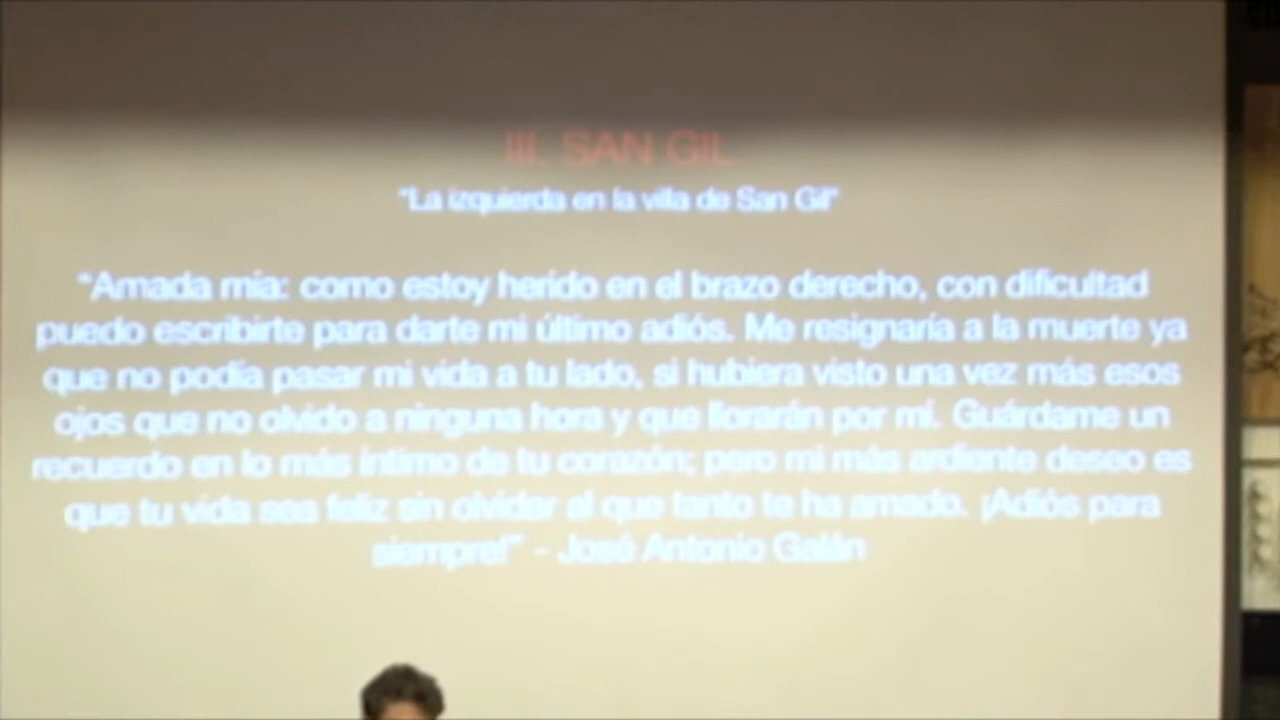 III. SAN GIL
"La izquierda en la villa de San Gil"
"Amada mía: como estoy herido en el brazo derecho, con dificultad
puedo escribirte para darte mi último adiós. Me resignaría a la muerte ya
que no podía pasar mi vida a tu lado, si hubiera visto una vez más esos
ojos que no olvido a ninguna hora y que llorarán por mí. Guárdame un
recuerdo en lo más íntimo de tu corazón; pero mi más ardiente deseo es
que tu vida sea feliz sin olvidar al que tanto te ha amado. ¡Adiós para
siempre!" - José Antonio Galán